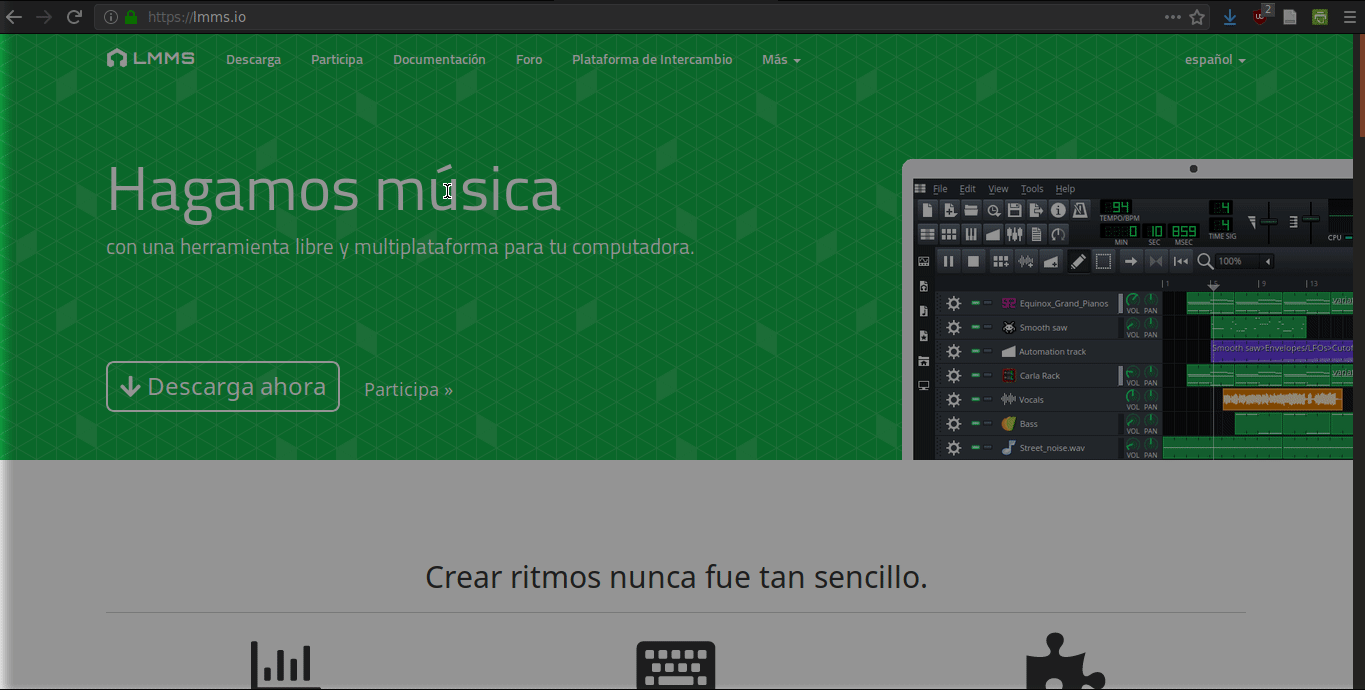 https://lmms.io
2
LMMS
Descarga
Participa
Documentación
Foro
Plataforma de Intercambio
Más
español
Hagamos música
con una herramienta libre y multiplataforma para tu computadora.
Descarga ahora
Participa »
File Edit View Tools Help
94
TEMPO/BPM
4
4
TIME SIG
0 10 859
MIN SEC MSEC
CPU
100%
1 9 13
Equinox_Grand_Pianos
VOL PAN
Smooth saw
VOL PAN
Automation track
Smooth saw>Envelopes/LFOs>Cutof
Carla Rack
VOL PAN
Vocals
VOL PAN
Bass
VOL PAN
Street_noise.wav
VOL PAN
Crear ritmos nunca fue tan sencillo.